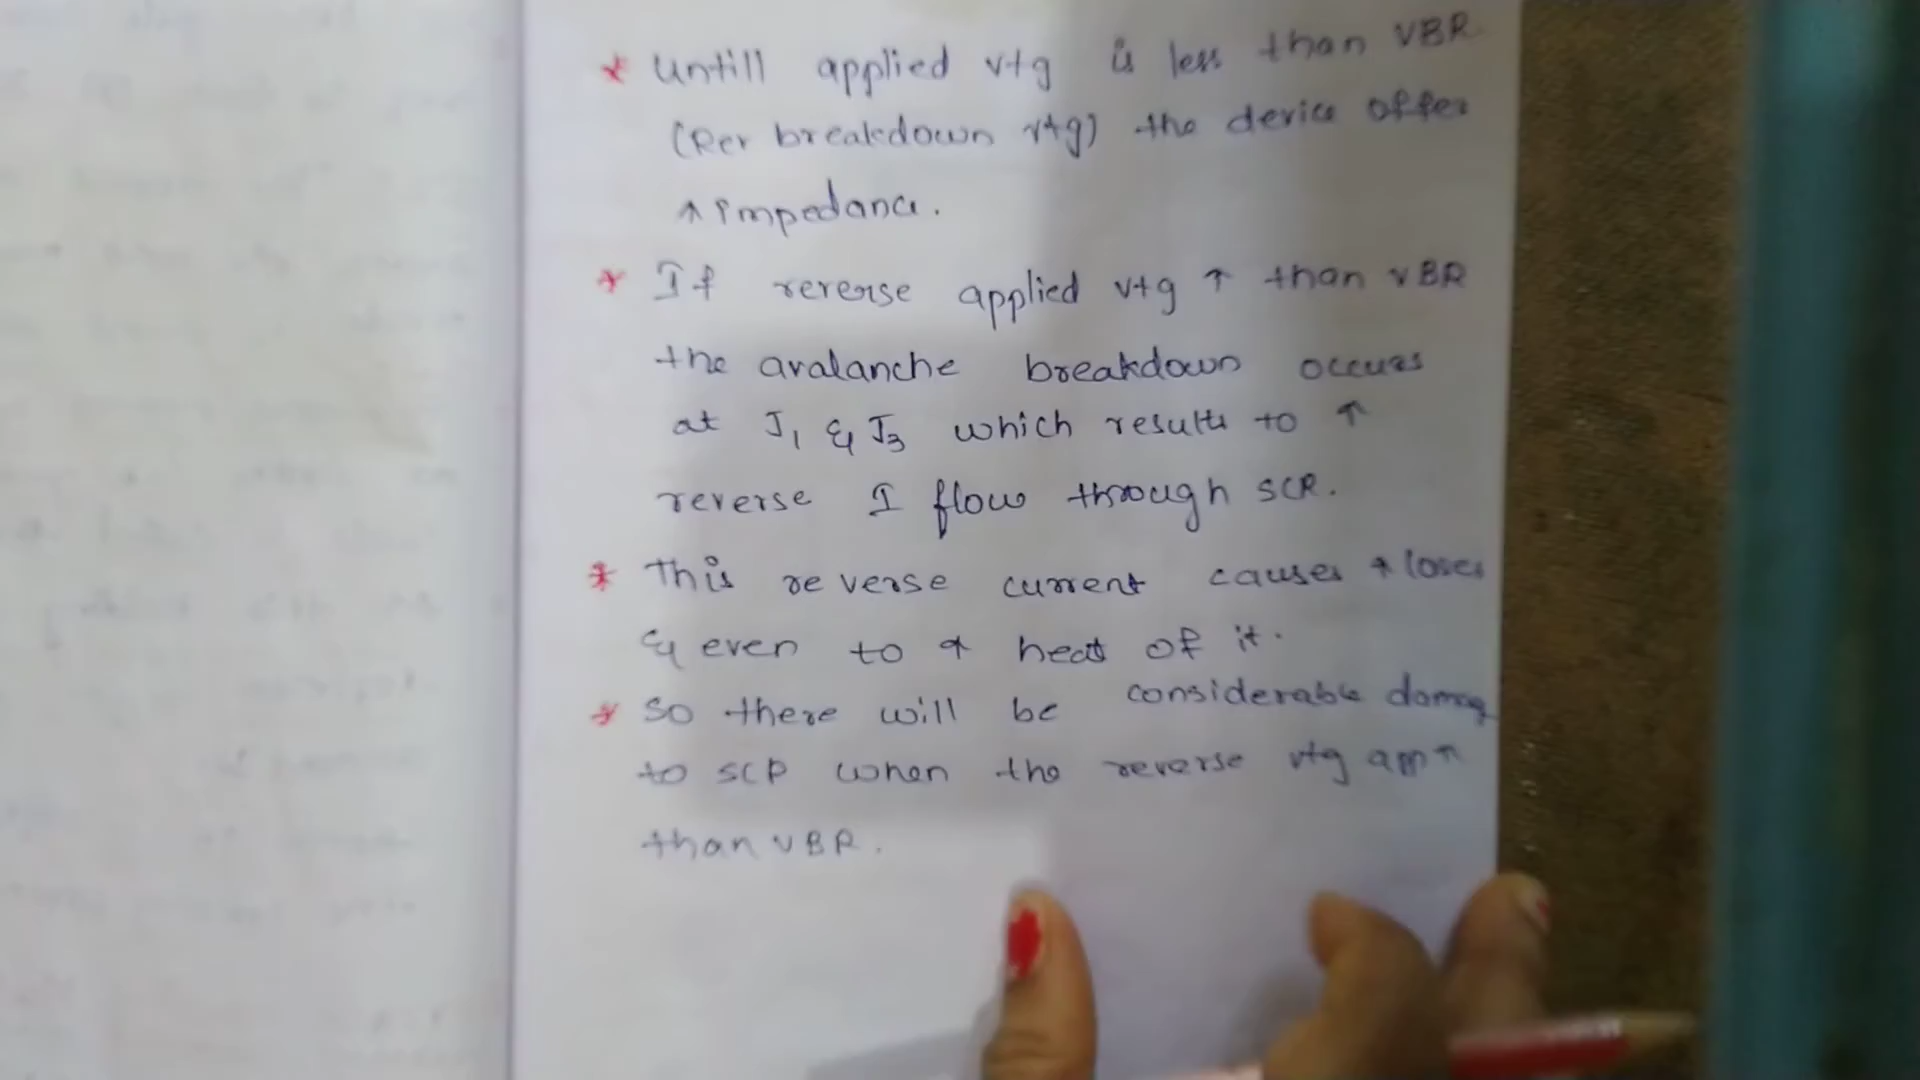 * Untill applied vtg is less than VBR
(Rev breakdown vtg) the device offer
↑ impedance.
* If reverse applied vtg ↑ than VBR
the avalanche breakdown occurs
at J1 & J3 which results to ↑
reverse I flow through SCR.
* This reverse current causes ↑ loses
& even to ↑ heat of it.
* So there will be considerable damag
to SCR when the reverse vtg app ↑
than VBR.